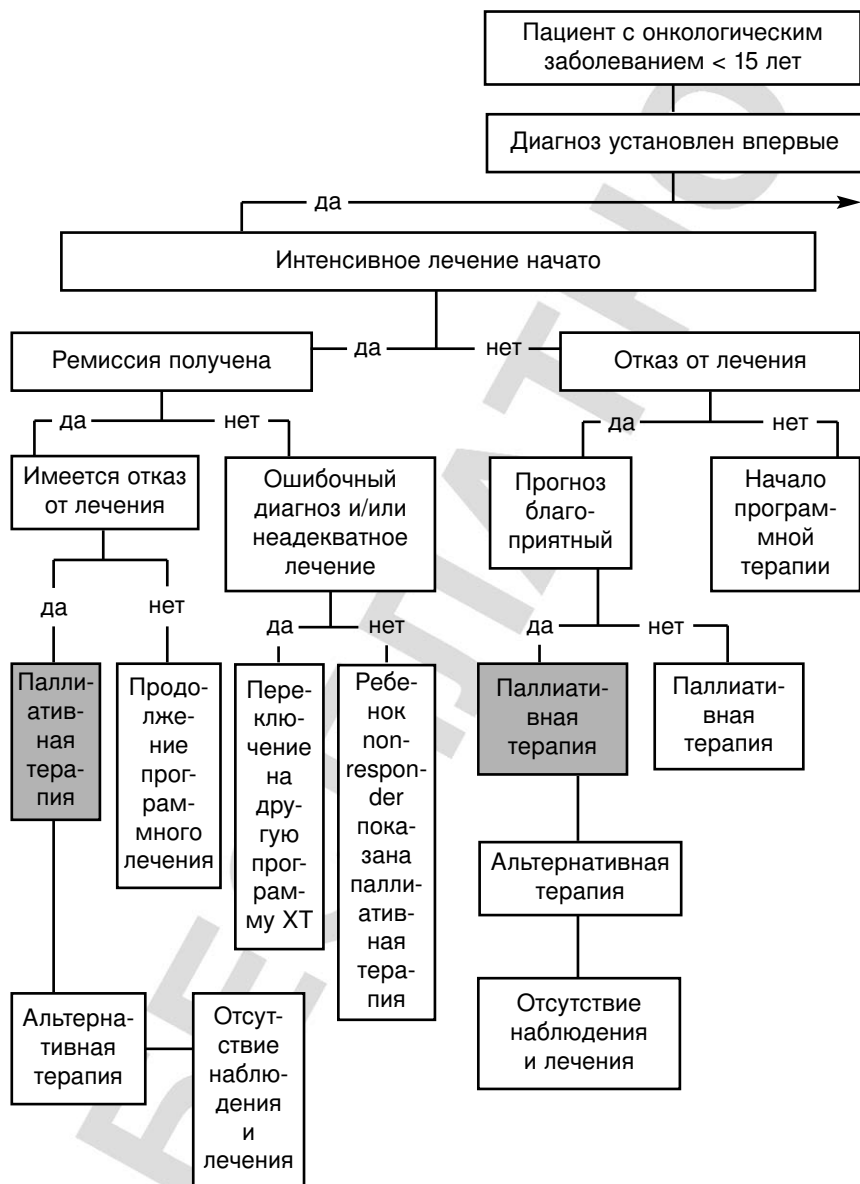 Пациент с онкологическим
заболеванием < 15 лет
Диагноз установлен впервые
да
Интенсивное лечение начато
да
нет
Ремиссия получена
Отказ от лечения
да
нет
да
нет
Имеется отказ
от лечения
Ошибочный
диагноз и/или
неадекватное
лечение
Прогноз
благо-
приятный
Начало
програм-
мной
терапии
да
нет
да
нет
да
нет
Палли-
атив-
ная
тера-
пия
Продо-
лже-
ние
прог-
рам-
много
лечения
Пере-
клю-
чение
на
дру-
гую
прог-
рам-
му ХТ
Ребе-
нок
non-
respon-
der
пока-
зана
палли-
атив-
ная
тера-
пия
Паллиати-
вная
терапия
Паллиати-
вная
терапия
Альтернативная
терапия
Отсутствие
наблюдения
и лечения
Альтерна-
тивная
терапия
Отсут-
ствие
наблю-
дения
и
лечения